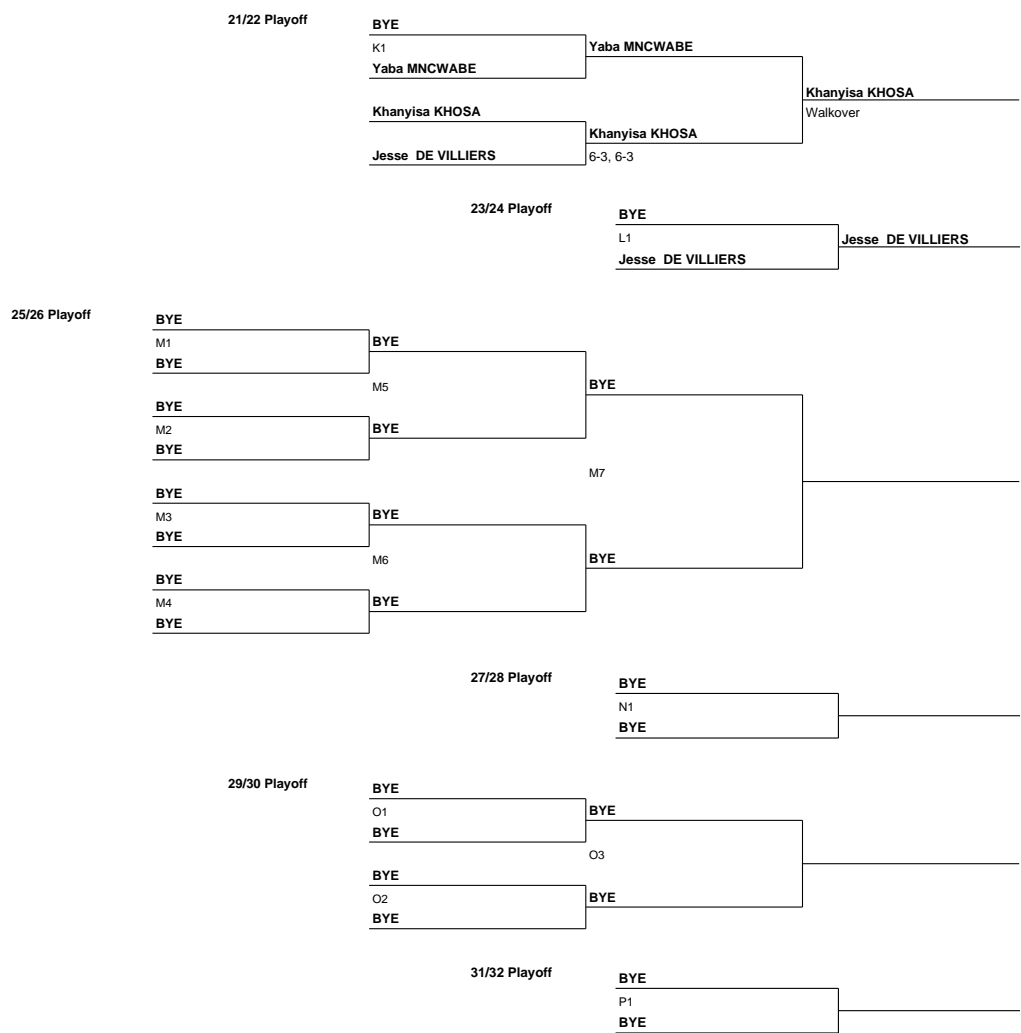 21/22 Playoff
BYE
K1
Yaba MNCWABE
Yaba MNCWABE
Khanyisa KHOSA
Walkover
Khanyisa KHOSA
Khanyisa KHOSA
Jesse DE VILLIERS
6-3, 6-3
23/24 Playoff
BYE
L1
Jesse DE VILLIERS
Jesse DE VILLIERS
25/26 Playoff
BYE
M1
BYE
BYE
M5
BYE
BYE
M2
BYE
BYE
M7
BYE
M3
BYE
BYE
M6
BYE
BYE
M4
BYE
BYE
27/28 Playoff
BYE
N1
BYE
29/30 Playoff
BYE
O1
BYE
BYE
O3
BYE
O2
BYE
BYE
31/32 Playoff
BYE
P1
BYE